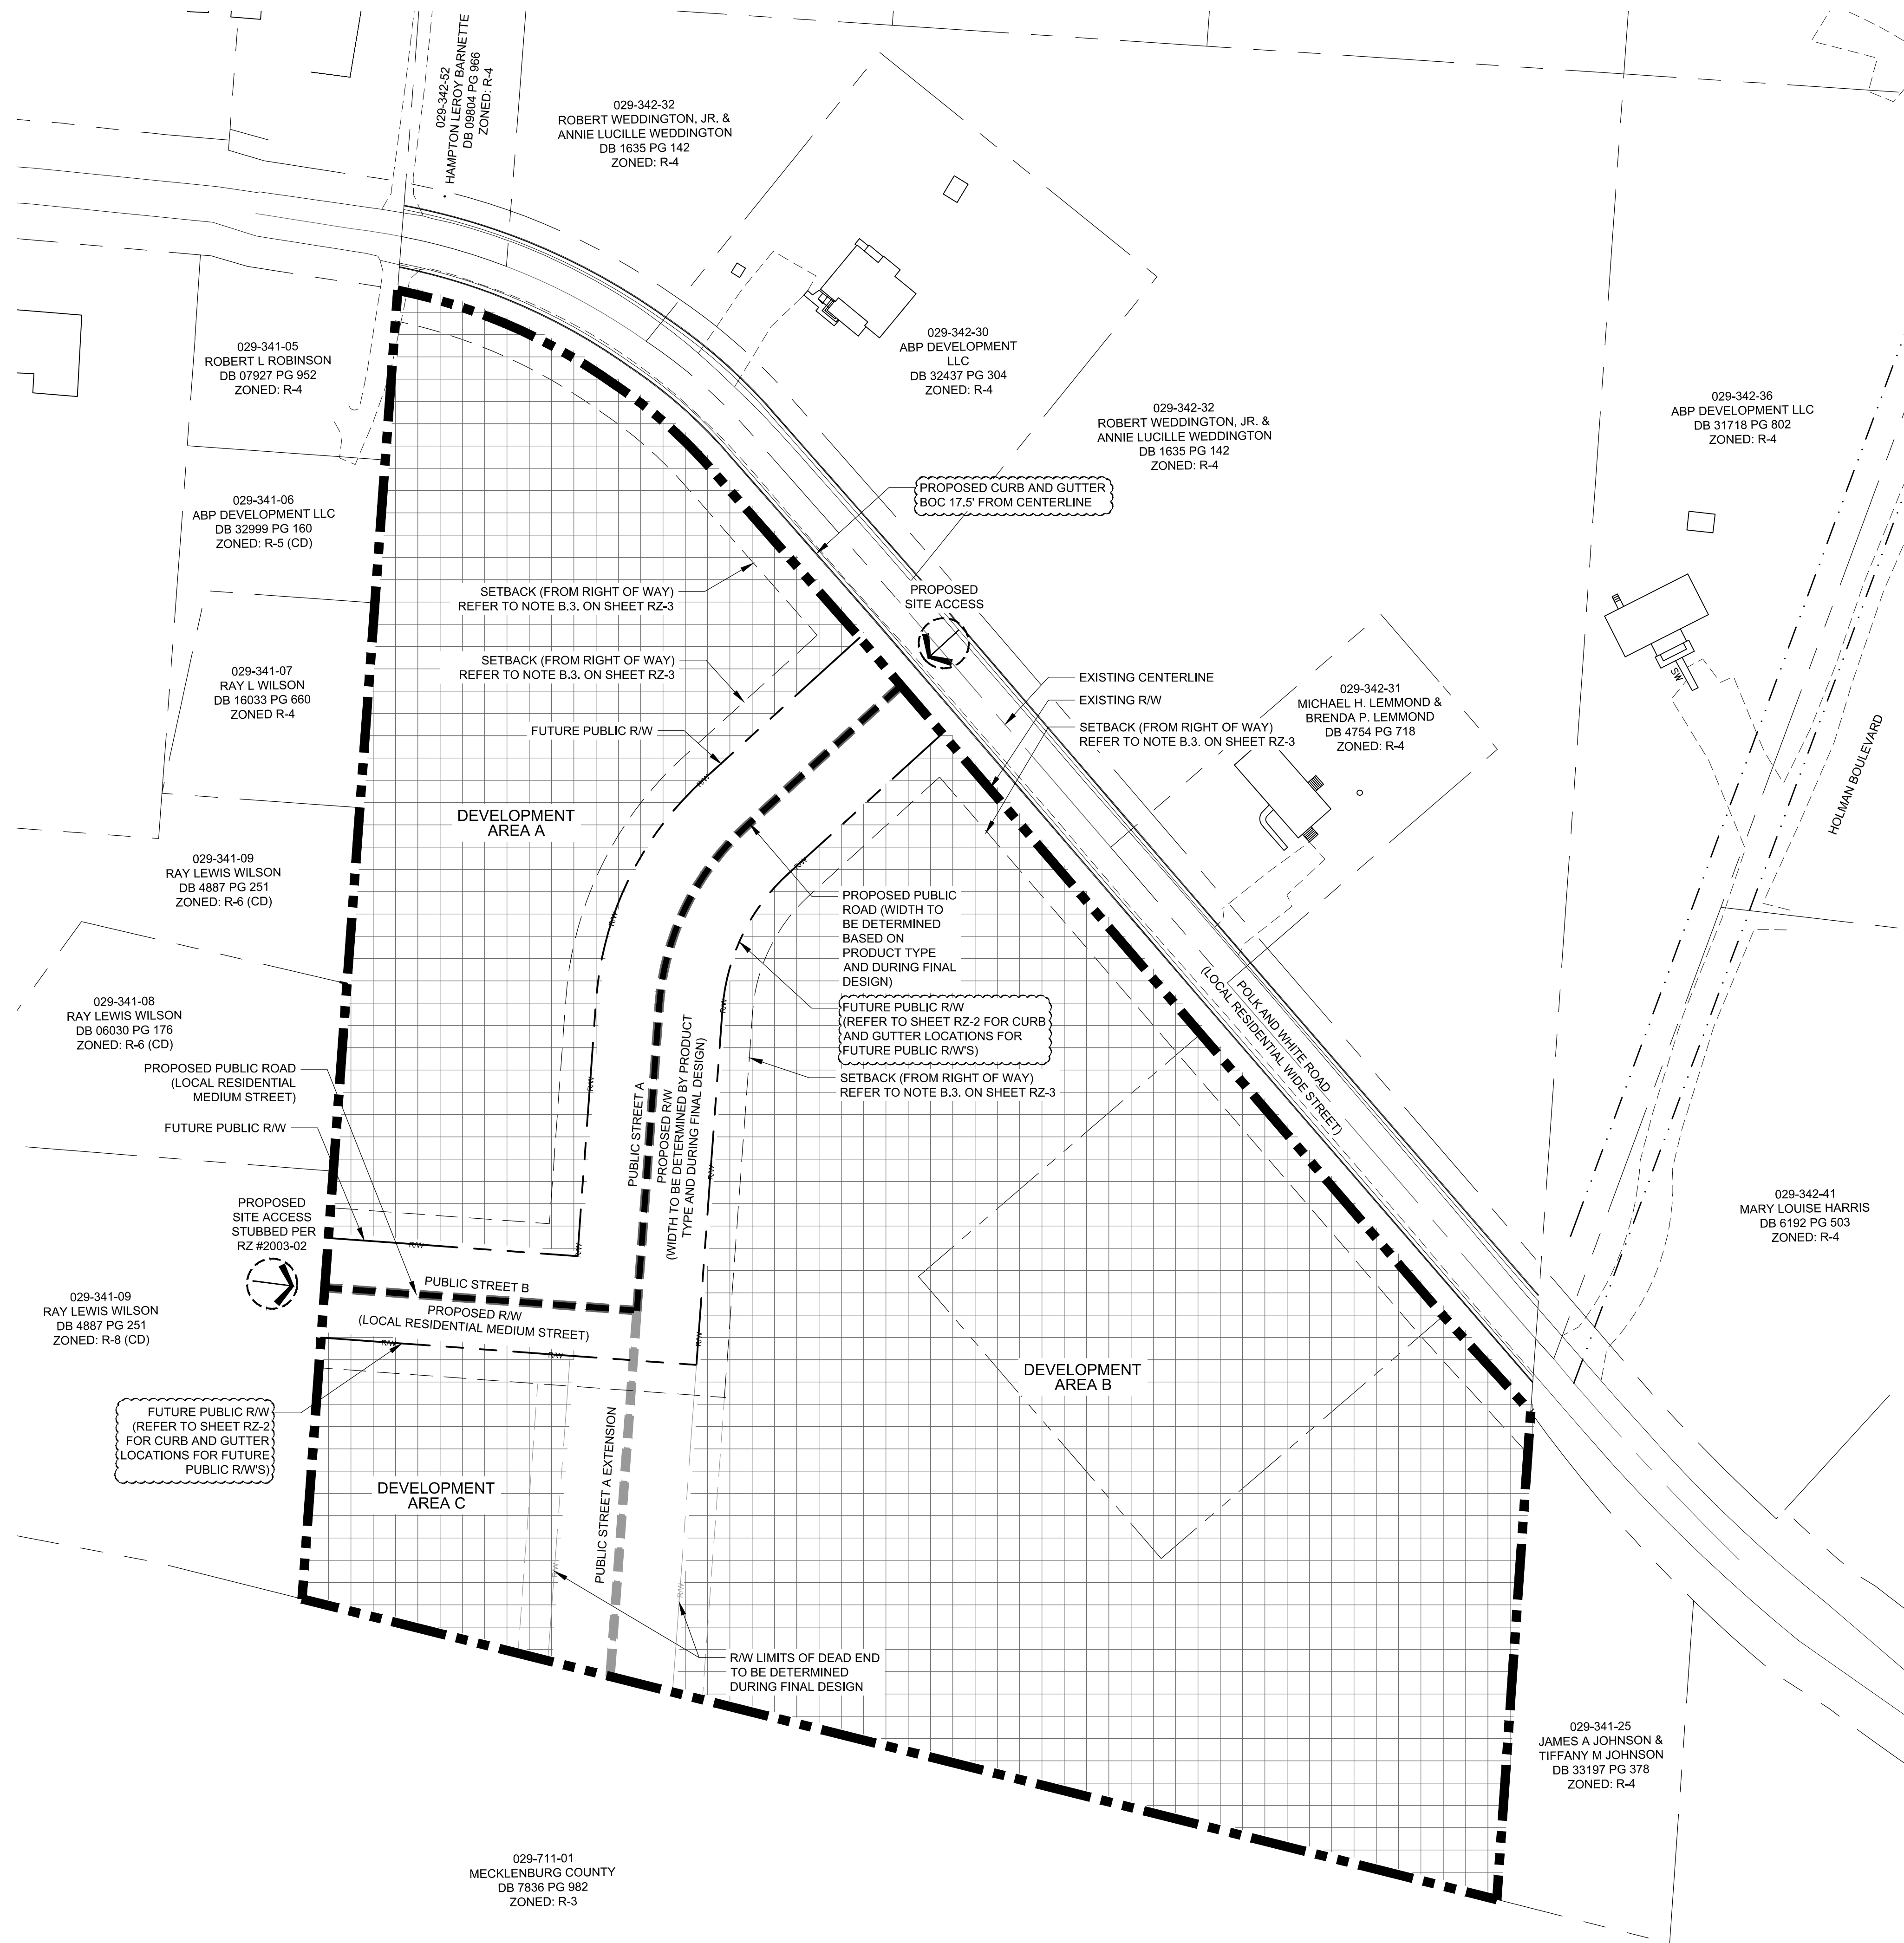 029-342-52
HAMPTON LEROY BARNETTE
DB 09804 PG 966
ZONED: R-4
029-342-32
ROBERT WEDDINGTON, JR. &
ANNIE LUCILLE WEDDINGTON
DB 1635 PG 142
ZONED: R-4
029-341-05
ROBERT L ROBINSON
DB 07927 PG 952
ZONED: R-4
029-342-30
ABP DEVELOPMENT
LLC
DB 32437 PG 304
ZONED: R-4
029-342-32
ROBERT WEDDINGTON, JR. &
ANNIE LUCILLE WEDDINGTON
DB 1635 PG 142
ZONED: R-4
029-342-36
ABP DEVELOPMENT LLC
DB 31718 PG 802
ZONED: R-4
029-341-06
ABP DEVELOPMENT LLC
DB 32999 PG 160
ZONED: R-5 (CD)
PROPOSED CURB AND GUTTER
BOC 17.5' FROM CENTERLINE
SETBACK (FROM RIGHT OF WAY)
REFER TO NOTE B.3. ON SHEET RZ-3
PROPOSED
SITE ACCESS
029-341-07
RAY L WILSON
DB 16033 PG 660
ZONED R-4
SETBACK (FROM RIGHT OF WAY)
REFER TO NOTE B.3. ON SHEET RZ-3
EXISTING CENTERLINE
EXISTING R/W
SETBACK (FROM RIGHT OF WAY)
REFER TO NOTE B.3. ON SHEET RZ-3
029-342-31
MICHAEL H. LEMMOND &
BRENDA P. LEMMOND
DB 4754 PG 718
ZONED: R-4
SW
HOLMAN BOULEVARD
FUTURE PUBLIC R/W
R/W
DEVELOPMENT
AREA A
029-341-09
RAY LEWIS WILSON
DB 4887 PG 251
ZONED: R-6 (CD)
R/W
R/W
PROPOSED PUBLIC
ROAD (WIDTH TO
BE DETERMINED
BASED ON
PRODUCT TYPE
AND DURING FINAL
DESIGN)
FUTURE PUBLIC R/W
(REFER TO SHEET RZ-2 FOR CURB
AND GUTTER LOCATIONS FOR
FUTURE PUBLIC R/W'S)
SETBACK (FROM RIGHT OF WAY)
REFER TO NOTE B.3. ON SHEET RZ-3
POLK AND WHITE ROAD
(LOCAL RESIDENTIAL WIDE STREET)
029-341-08
RAY LEWIS WILSON
DB 06030 PG 176
ZONED: R-6 (CD)
PROPOSED PUBLIC ROAD
(LOCAL RESIDENTIAL
MEDIUM STREET)
FUTURE PUBLIC R/W
R/W
R/W
R/W
PUBLIC STREET A
PROPOSED R/W
(WIDTH TO BE DETERMINED BY PRODUCT
TYPE AND DURING FINAL DESIGN)
PROPOSED
SITE ACCESS
STUBBED PER
RZ #2003-02
R/W
R/W
029-342-41
MARY LOUISE HARRIS
DB 6192 PG 503
ZONED: R-4
029-341-09
RAY LEWIS WILSON
DB 4887 PG 251
ZONED: R-8 (CD)
PUBLIC STREET B
PROPOSED R/W
(LOCAL RESIDENTIAL MEDIUM STREET)
R/W
R/W
R/W
DEVELOPMENT
AREA B
FUTURE PUBLIC R/W
(REFER TO SHEET RZ-2
FOR CURB AND GUTTER
LOCATIONS FOR FUTURE
PUBLIC R/W'S)
DEVELOPMENT
AREA C
PUBLIC STREET A EXTENSION
R/W
R/W
R/W LIMITS OF DEAD END
TO BE DETERMINED
DURING FINAL DESIGN
029-341-25
JAMES A JOHNSON &
TIFFANY M JOHNSON
DB 33197 PG 378
ZONED: R-4
029-711-01
MECKLENBURG COUNTY
DB 7836 PG 982
ZONED: R-3